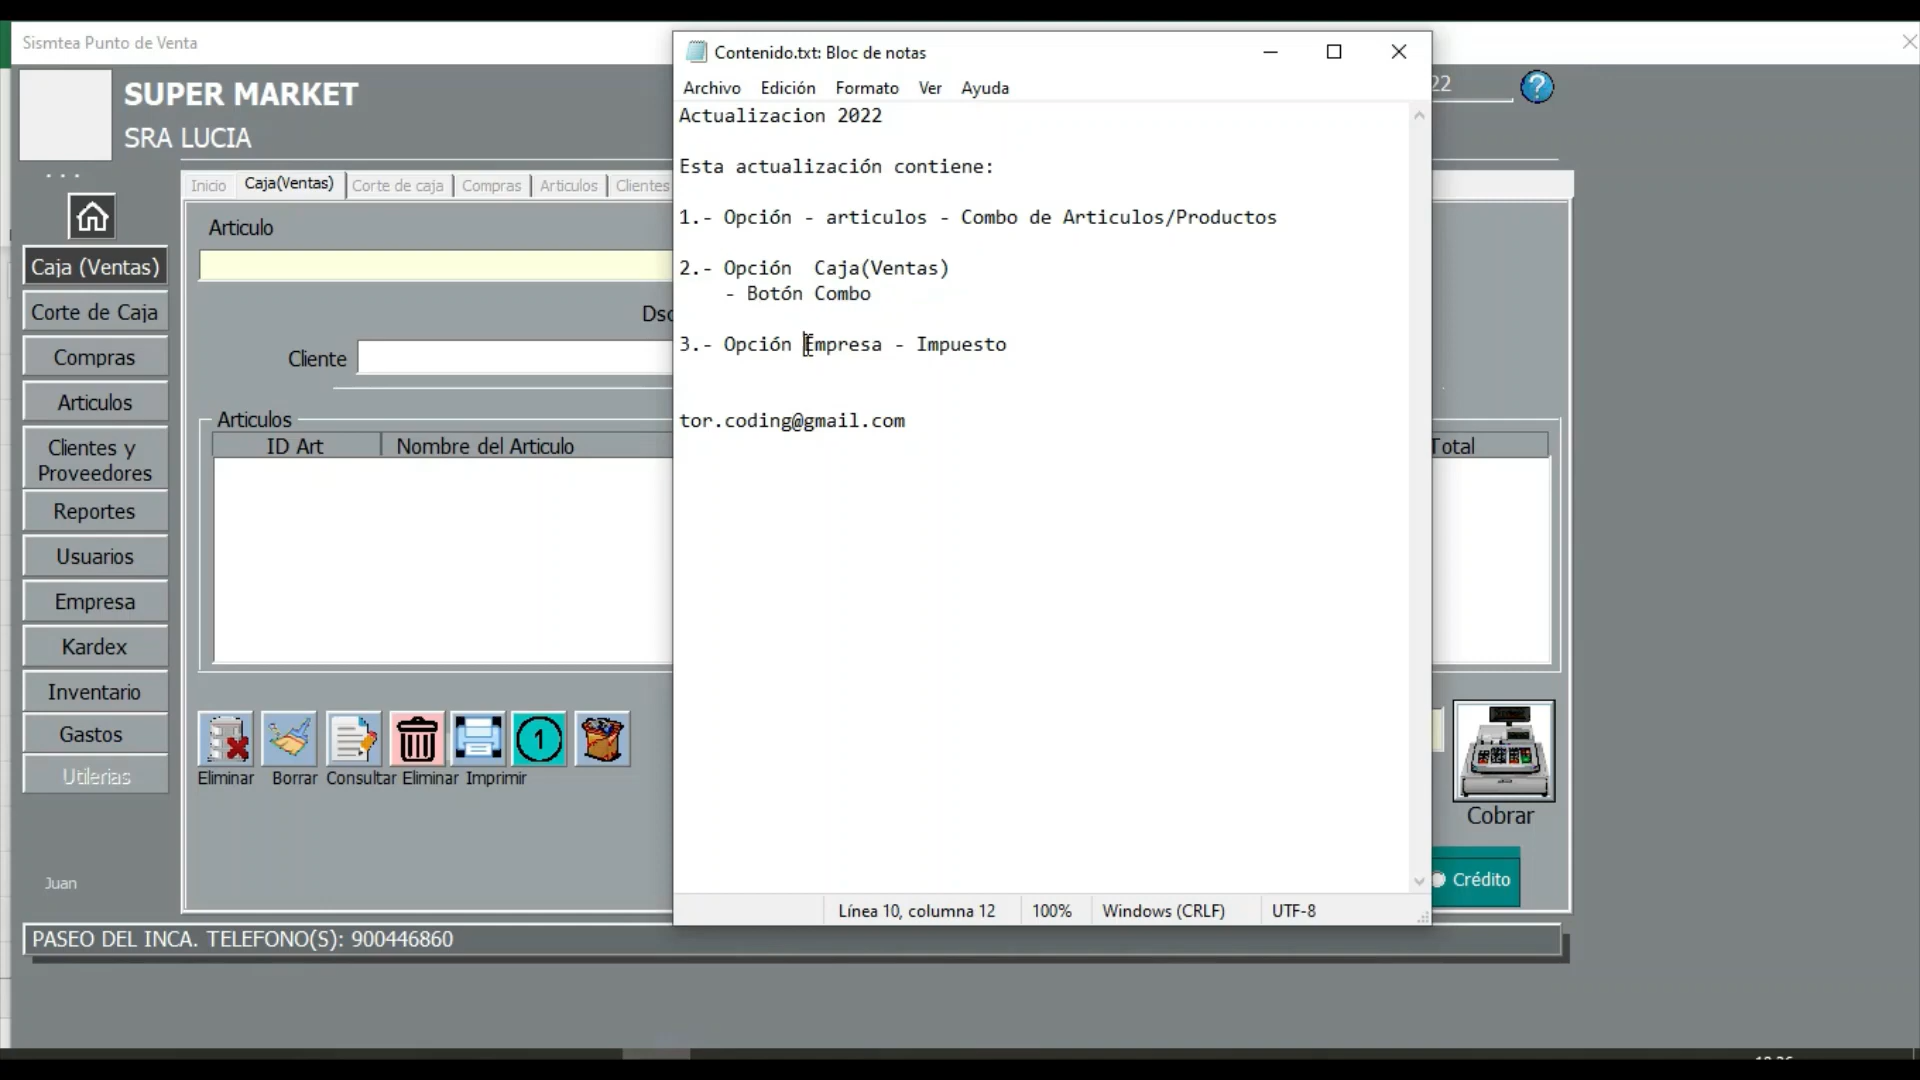 Sismtea Punto de Venta
SUPER MARKET
SRA LUCIA
22
?
Inicio
Caja(Ventas)
Corte de caja
Compras
Articulos
Clientes
Caja (Ventas)
Corte de Caja
Compras
Articulos
Clientes y
Proveedores
Reportes
Usuarios
Empresa
Kardex
Inventario
Gastos
Utilerias
Juan
Articulo
Cliente
Articulos
ID Art
Nombre del Articulo
Total
1
Eliminar
Borrar
Consultar
Eliminar
Imprimir
Cobrar
Crédito
PASEO DEL INCA. TELEFONO(S): 900446860
Contenido.txt: Bloc de notas
Archivo
Edición
Formato
Ver
Ayuda
Actualizacion 2022
Esta actualización contiene:
1.- Opción - articulos - Combo de Articulos/Productos
2.- Opción  Caja(Ventas)
- Botón Combo
3.- Opción Empresa - Impuesto
tor.coding@gmail.com
Línea 10, columna 12
100%
Windows (CRLF)
UTF-8